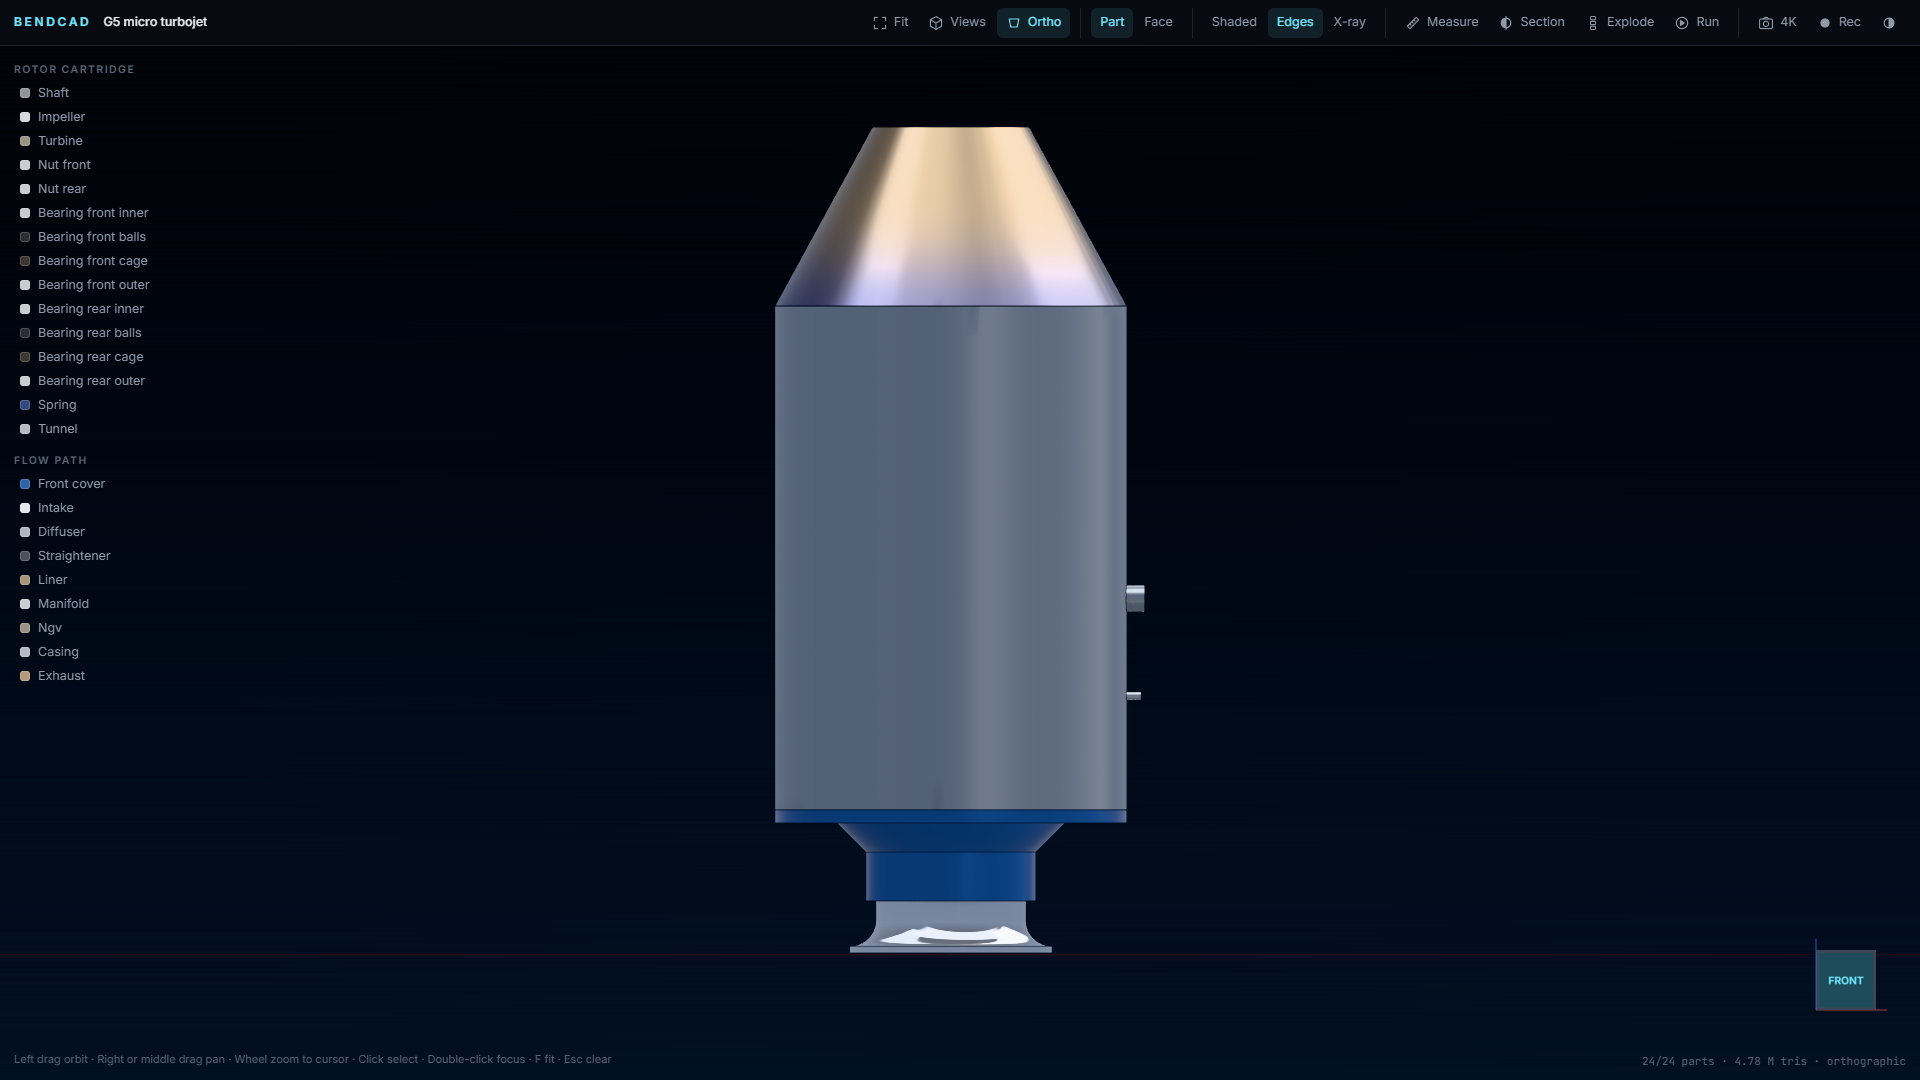 BENDCAD G5 micro turbojet Fit Views Ortho Part Face Shaded Edges X-ray Measure Section Explode Run 4K Rec
ROTOR CARTRIDGE
Shaft
Impeller
Turbine
Nut front
Nut rear
Bearing front inner
Bearing front balls
Bearing front cage
Bearing front outer
Bearing rear inner
Bearing rear balls
Bearing rear cage
Bearing rear outer
Spring
Tunnel
FLOW PATH
Front cover
Intake
Diffuser
Straightener
Liner
Manifold
Ngv
Casing
Exhaust
FRONT
Left drag orbit · Right or middle drag pan · Wheel zoom to cursor · Click select · Double-click focus · F fit · Esc clear
24/24 parts · 4.78 M tris · orthographic